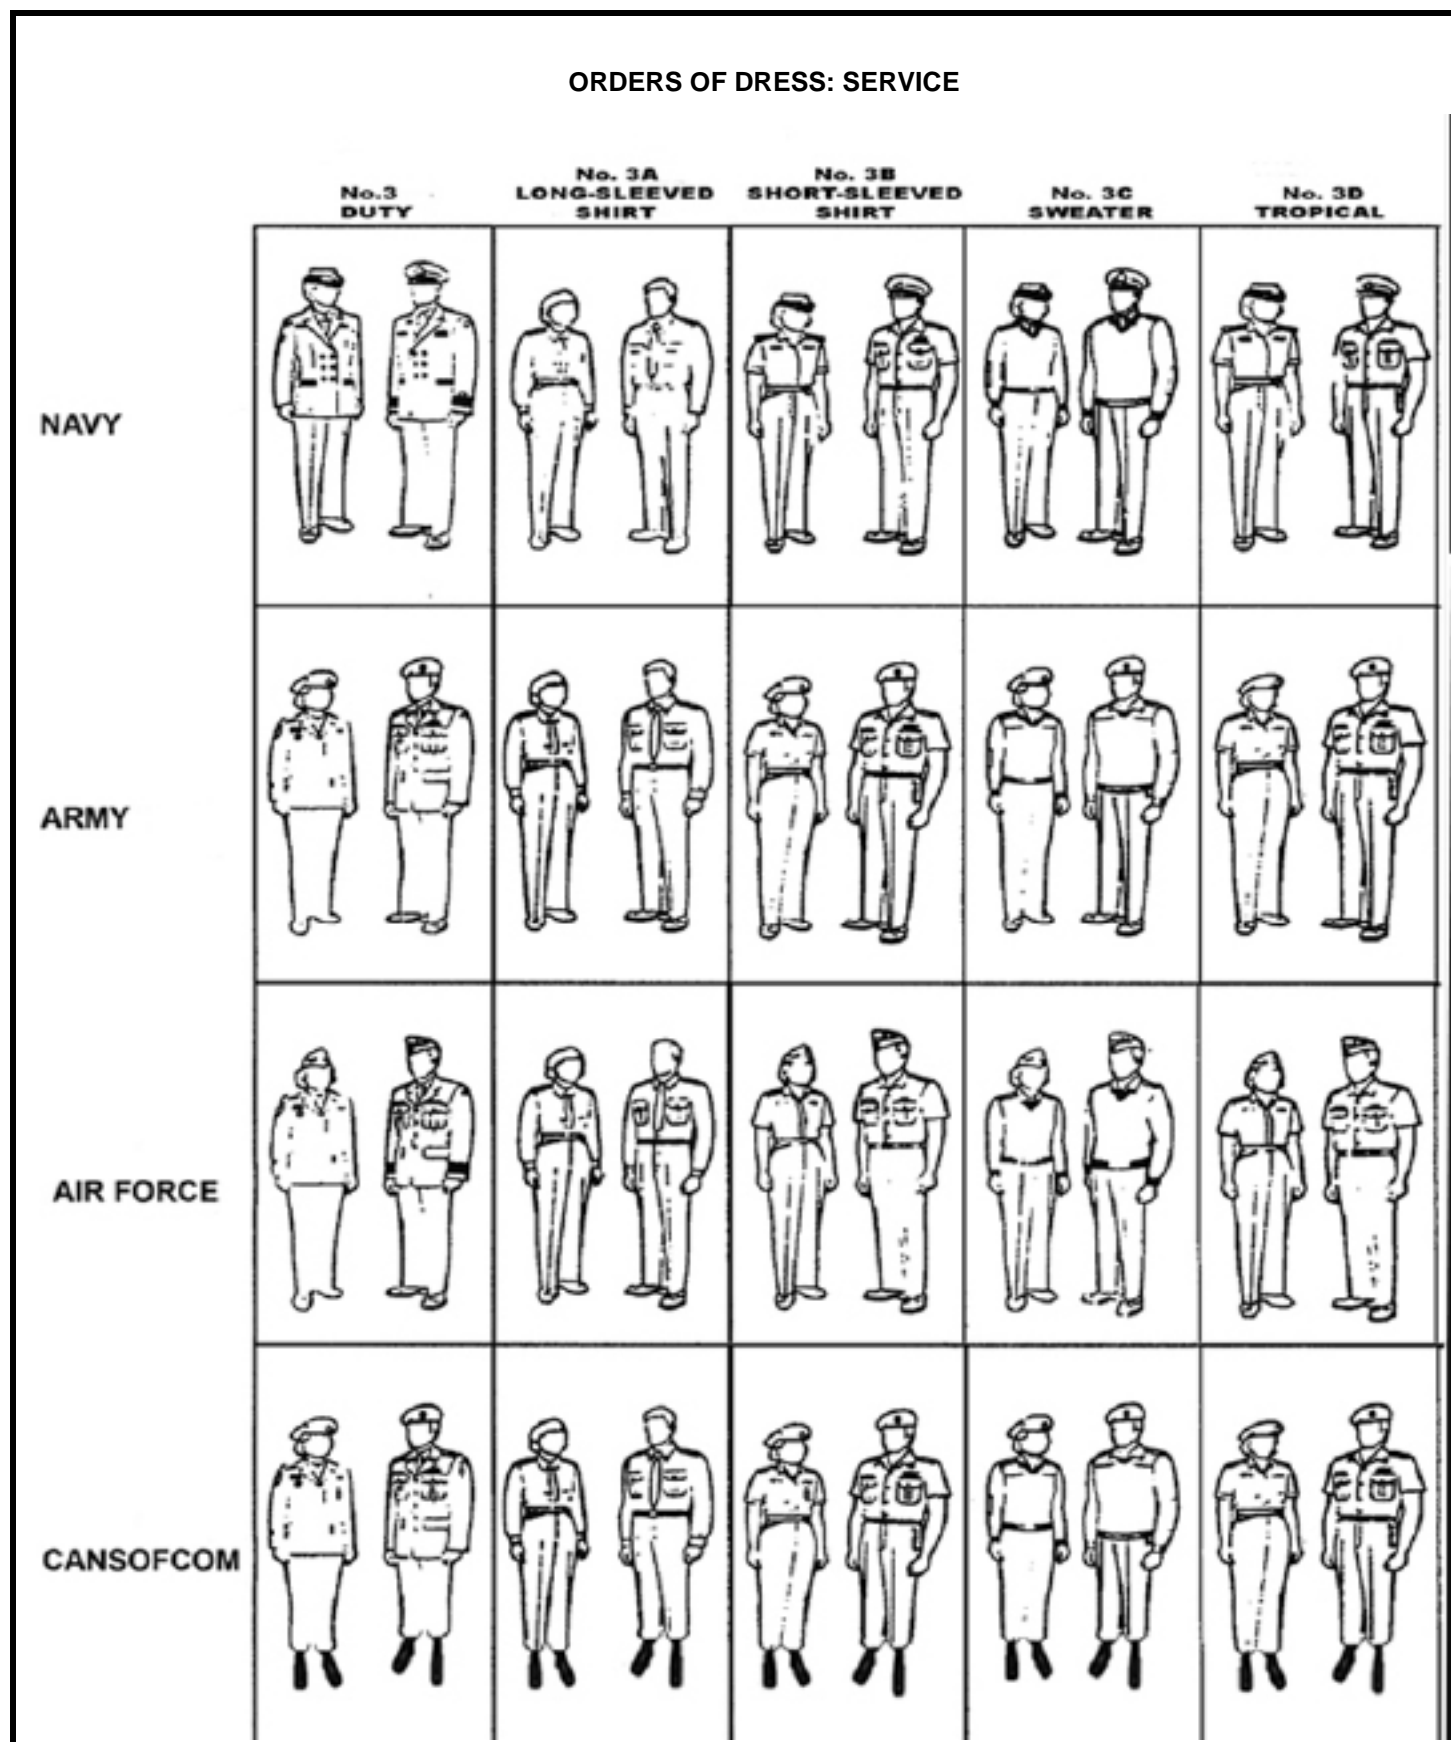 ORDERS OF DRESS: SERVICE
No.3
DUTY
No. 3A
LONG-SLEEVED
SHIRT
No. 3B
SHORT-SLEEVED
SHIRT
No. 3C
SWEATER
No. 3D
TROPICAL
NAVY
ARMY
AIR FORCE
CANSOFCOM